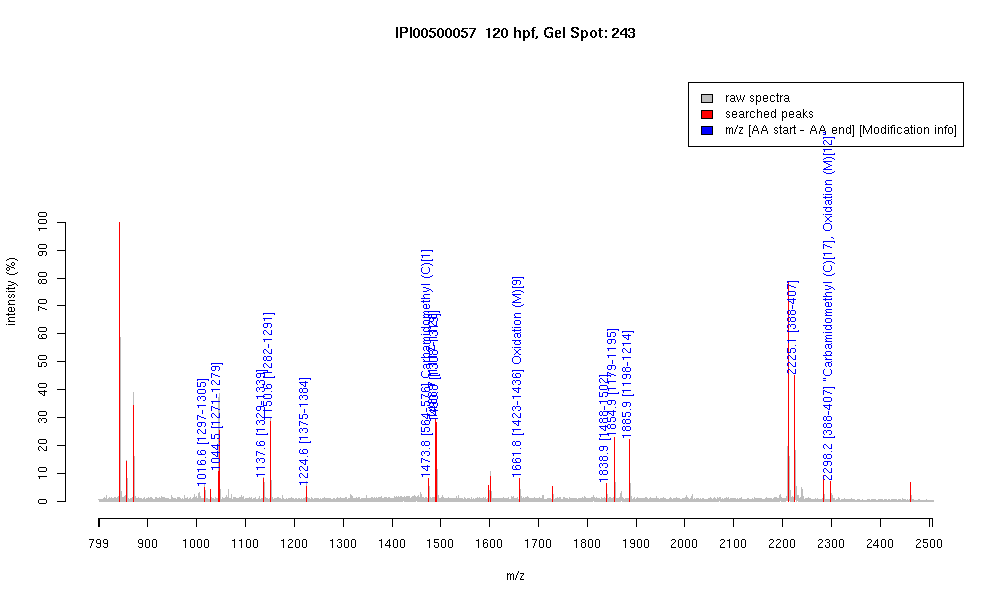 IPI00500057 120 hpf, Gel Spot: 243
raw spectra
searched peaks
m/z [AA start - AA end] [Modification info]
intensity (%)
100
90
80
70
60
50
40
30
20
10
0
1016.6 [1297-1305]
1044.5 [1271-1279]
1137.6 [1329-1339]
1150.6 [1282-1291]
1224.6 [1375-1384]
1473.8 [564-576] Carbamidomethyl (C)[1]
1661.8 [1423-1436] Oxidation (M)[9]
1838.9 [1488-1502]
1854.9 [1179-1195]
1885.9 [1198-1214]
2225.1 [388-407]
2298.2 [388-407] "Carbamidomethyl (C)[17], Oxidation (M)[12]"
799 900 1000 1100 1200 1300 1400 1500 1600 1700 1800 1900 2000 2100 2200 2300 2400 2500
m/z